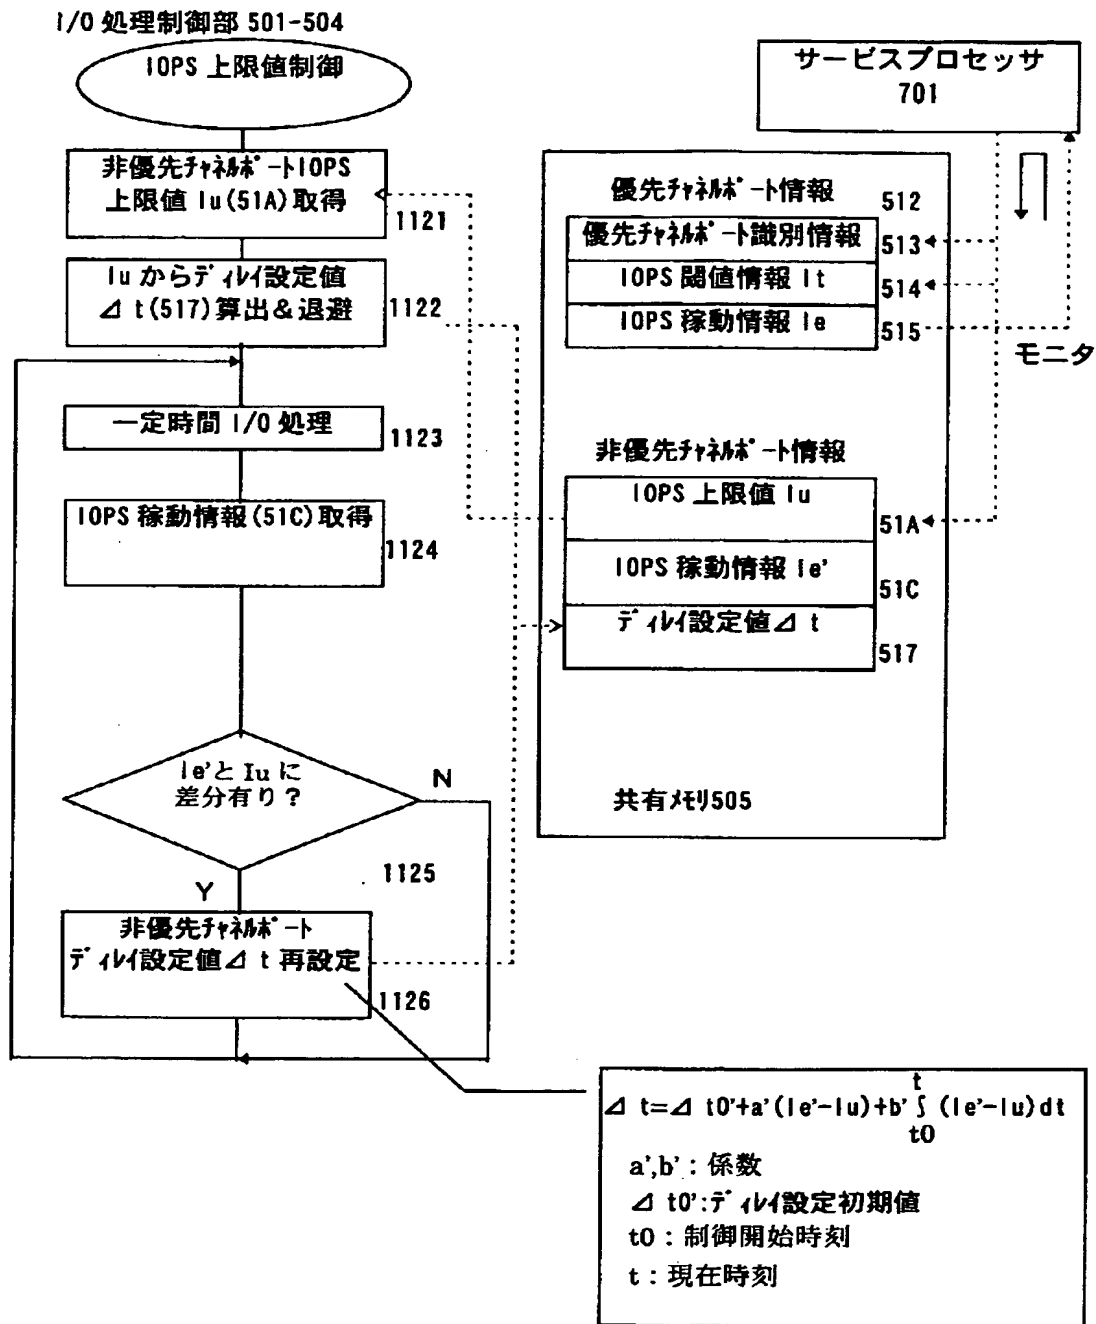 I/O 処理制御部 501-504
IOPS 上限値制御
非優先ﾁｬﾈﾙﾎﾟｰﾄIOPS
上限値 Iu(51A)取得
1121
Iu からﾃﾞｨﾚｲ設定値
⊿ t(517)算出&退避
1122
一定時間 I/O 処理
1123
IOPS 稼動情報(51C)取得
1124
Ie'と Iu に
差分有り？
N
1125
Y
非優先ﾁｬﾈﾙﾎﾟｰﾄ
ﾃﾞｨﾚｲ設定値⊿ t 再設定
1126
サービスプロセッサ
701
モニタ
優先ﾁｬﾈﾙﾎﾟｰﾄ情報
512
優先ﾁｬﾈﾙﾎﾟｰﾄ識別情報
513
IOPS 閾値情報 It
514
IOPS 稼動情報 Ie
515
非優先ﾁｬﾈﾙﾎﾟｰﾄ情報
IOPS 上限値 Iu
51A
IOPS 稼動情報 Ie'
51C
ﾃﾞｨﾚｲ設定値⊿ t
517
共有ﾒﾓﾘ505
t
⊿ t=⊿ t0'+a'(Ie'-Iu)+b'∫(Ie'-Iu)dt
t0
a',b'：係数
⊿ t0':ﾃﾞｨﾚｲ設定初期値
t0：制御開始時刻
t：現在時刻